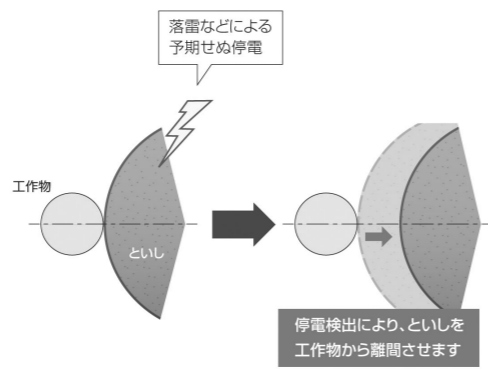 落雷などによる
予期せぬ停電
工作物
といし
停電検出により、といしを
工作物から離間させます